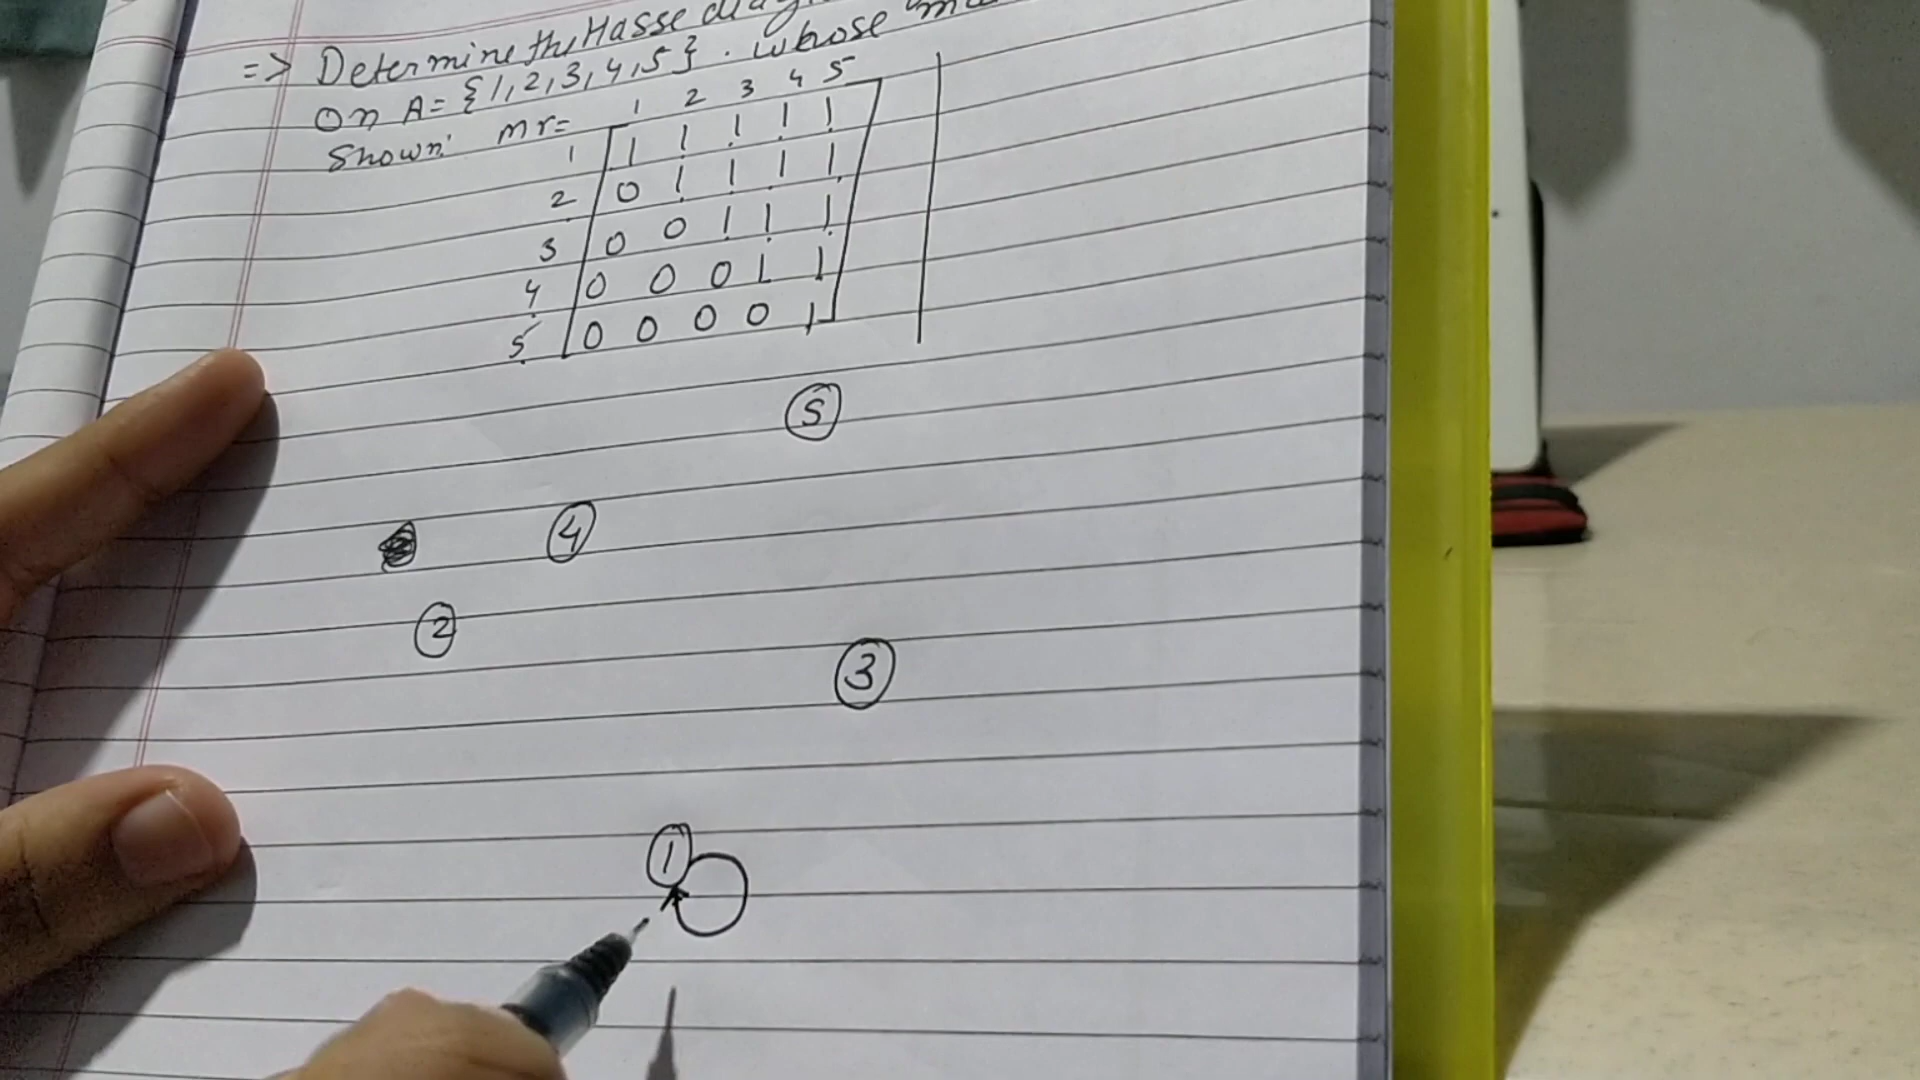 => Determine the Hasse
on A = {1,2,3,4,5}. whose
Shown: mr=
1 2 3 4 5
1 1 1 1 1 1
2 0 1 1 1 1
3 0 0 1 1 1
4 0 0 0 1 1
5 0 0 0 0 1
5
4
2
3
1